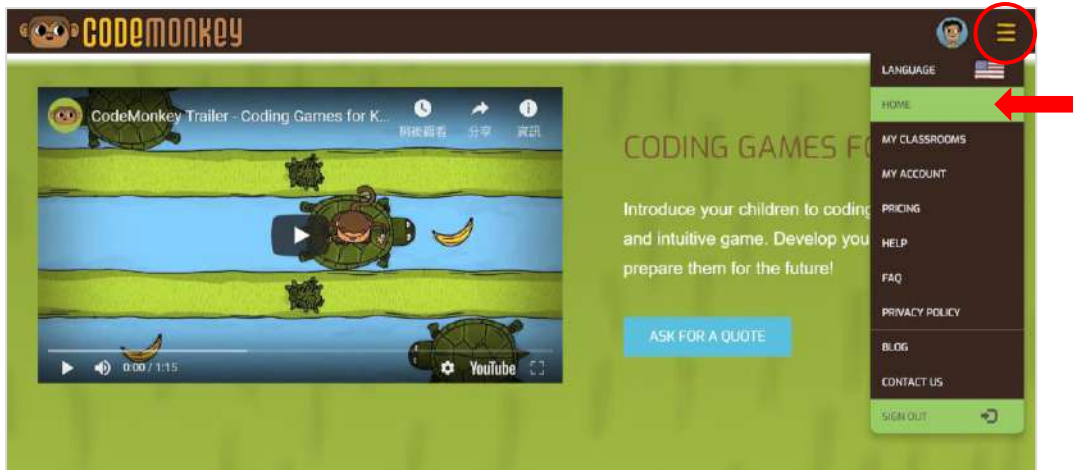 CODEMONKEY
CodeMonkey Trailer - Coding Games for K...
稍後觀看 分享 資訊
0:00 / 1:15
YouTube
CODING GAMES FO
Introduce your children to coding
and intuitive game. Develop you
prepare them for the future!
ASK FOR A QUOTE
LANGUAGE
HOME
MY CLASSROOMS
MY ACCOUNT
PRICING
HELP
FAQ
PRIVACY POLICY
BLOG
CONTACT US
SIGN OUT